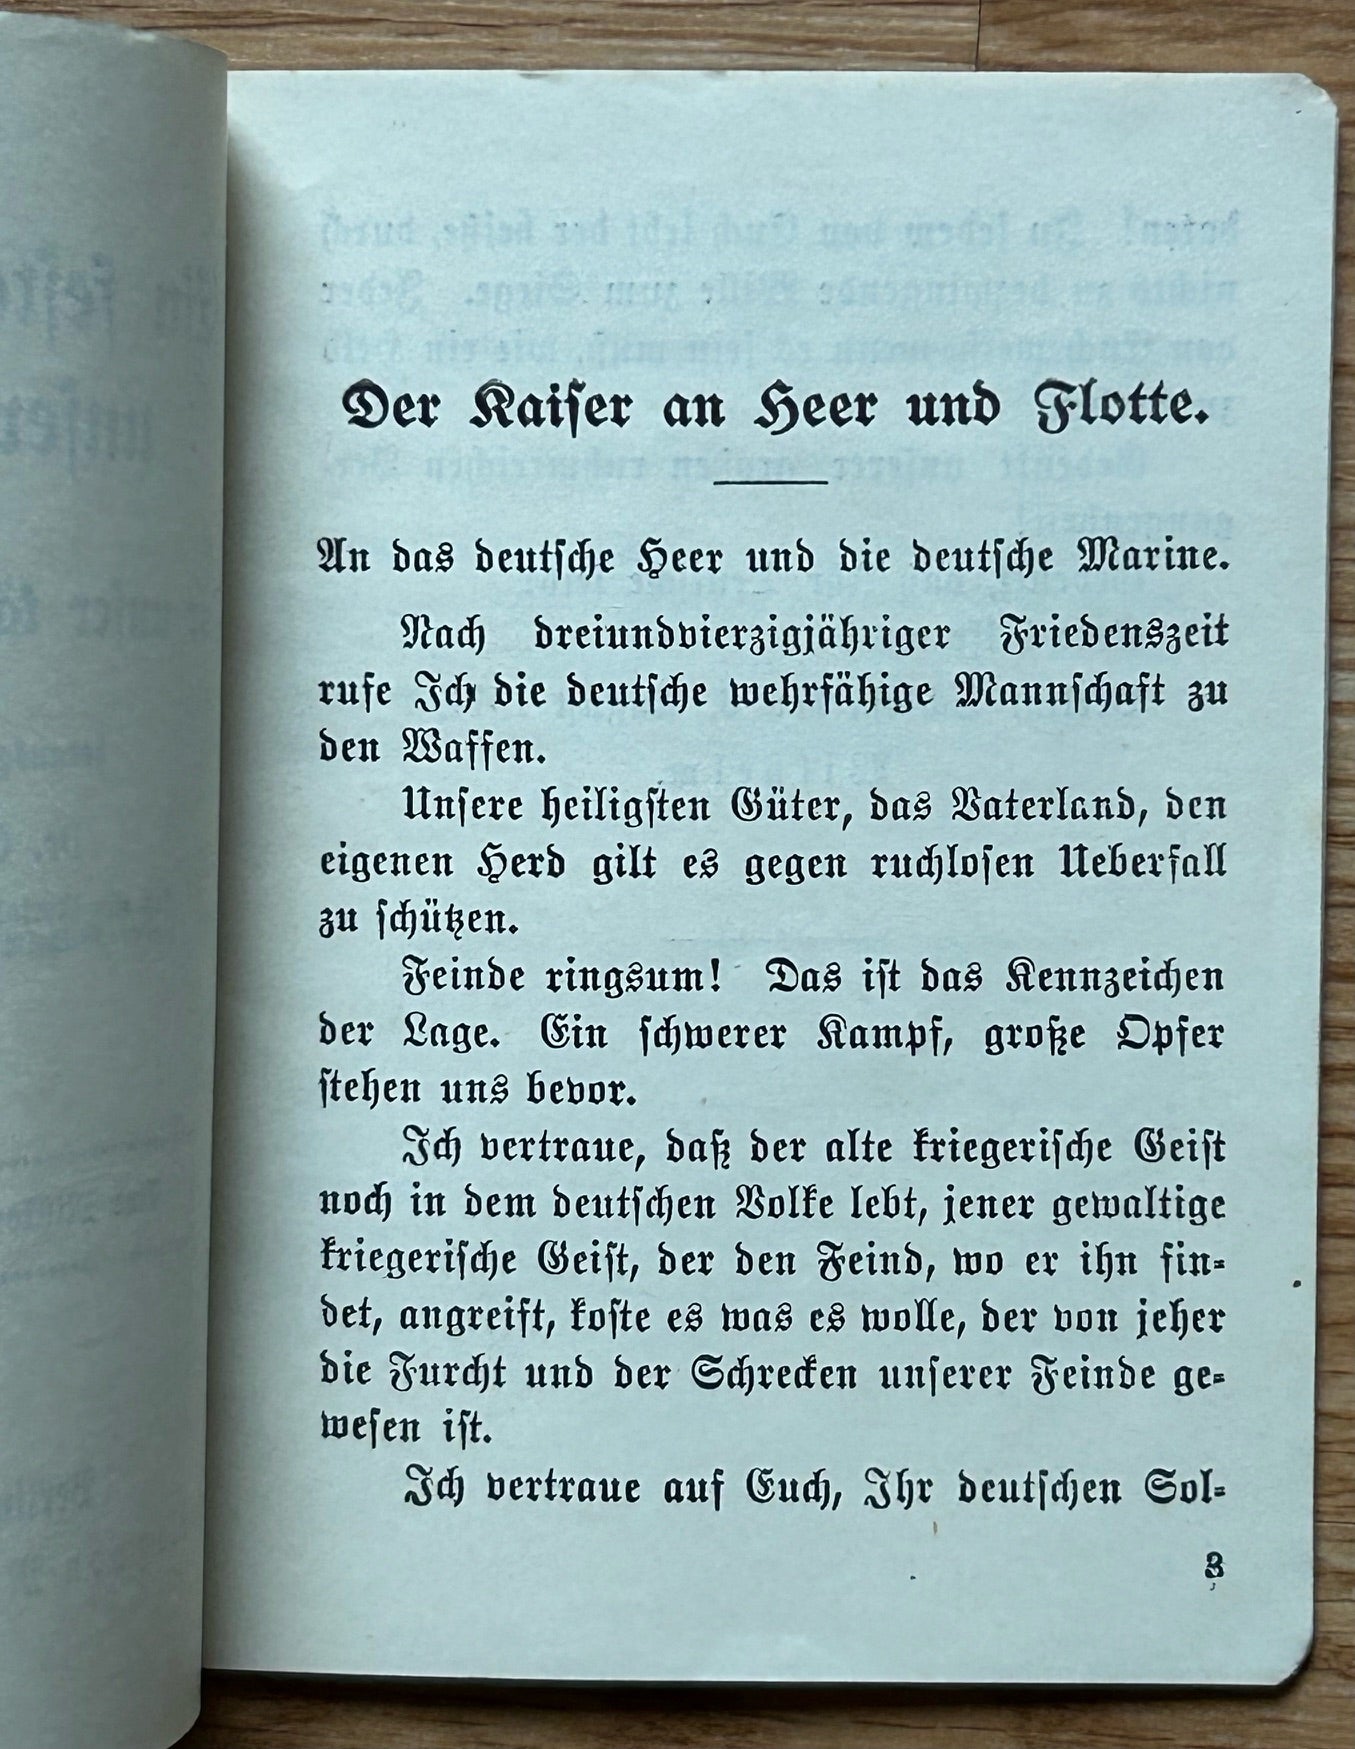 Der Kaiser an Heer und Flotte.
An das deutſche Heer und die deutſche Marine.
Nach dreiundvierzigjähriger Friedenszeit
rufe Ich die deutſche wehrfähige Mannſchaft zu
den Waffen.
Unſere heiligſten Güter, das Vaterland, den
eigenen Herd gilt es gegen ruchloſen Ueberfall
zu ſchützen.
Feinde ringsum! Das iſt das Kennzeichen
der Lage. Ein ſchwerer Kampf, große Opfer
ſtehen uns bevor.
Ich vertraue, daß der alte kriegeriſche Geiſt
noch in dem deutſchen Volke lebt, jener gewaltige
kriegeriſche Geiſt, der den Feind, wo er ihn fin-
det, angreift, koſte es was es wolle, der von jeher
die Furcht und der Schrecken unſerer Feinde ge-
weſen iſt.
Ich vertraue auf Euch, Ihr deutſchen Sol-
3